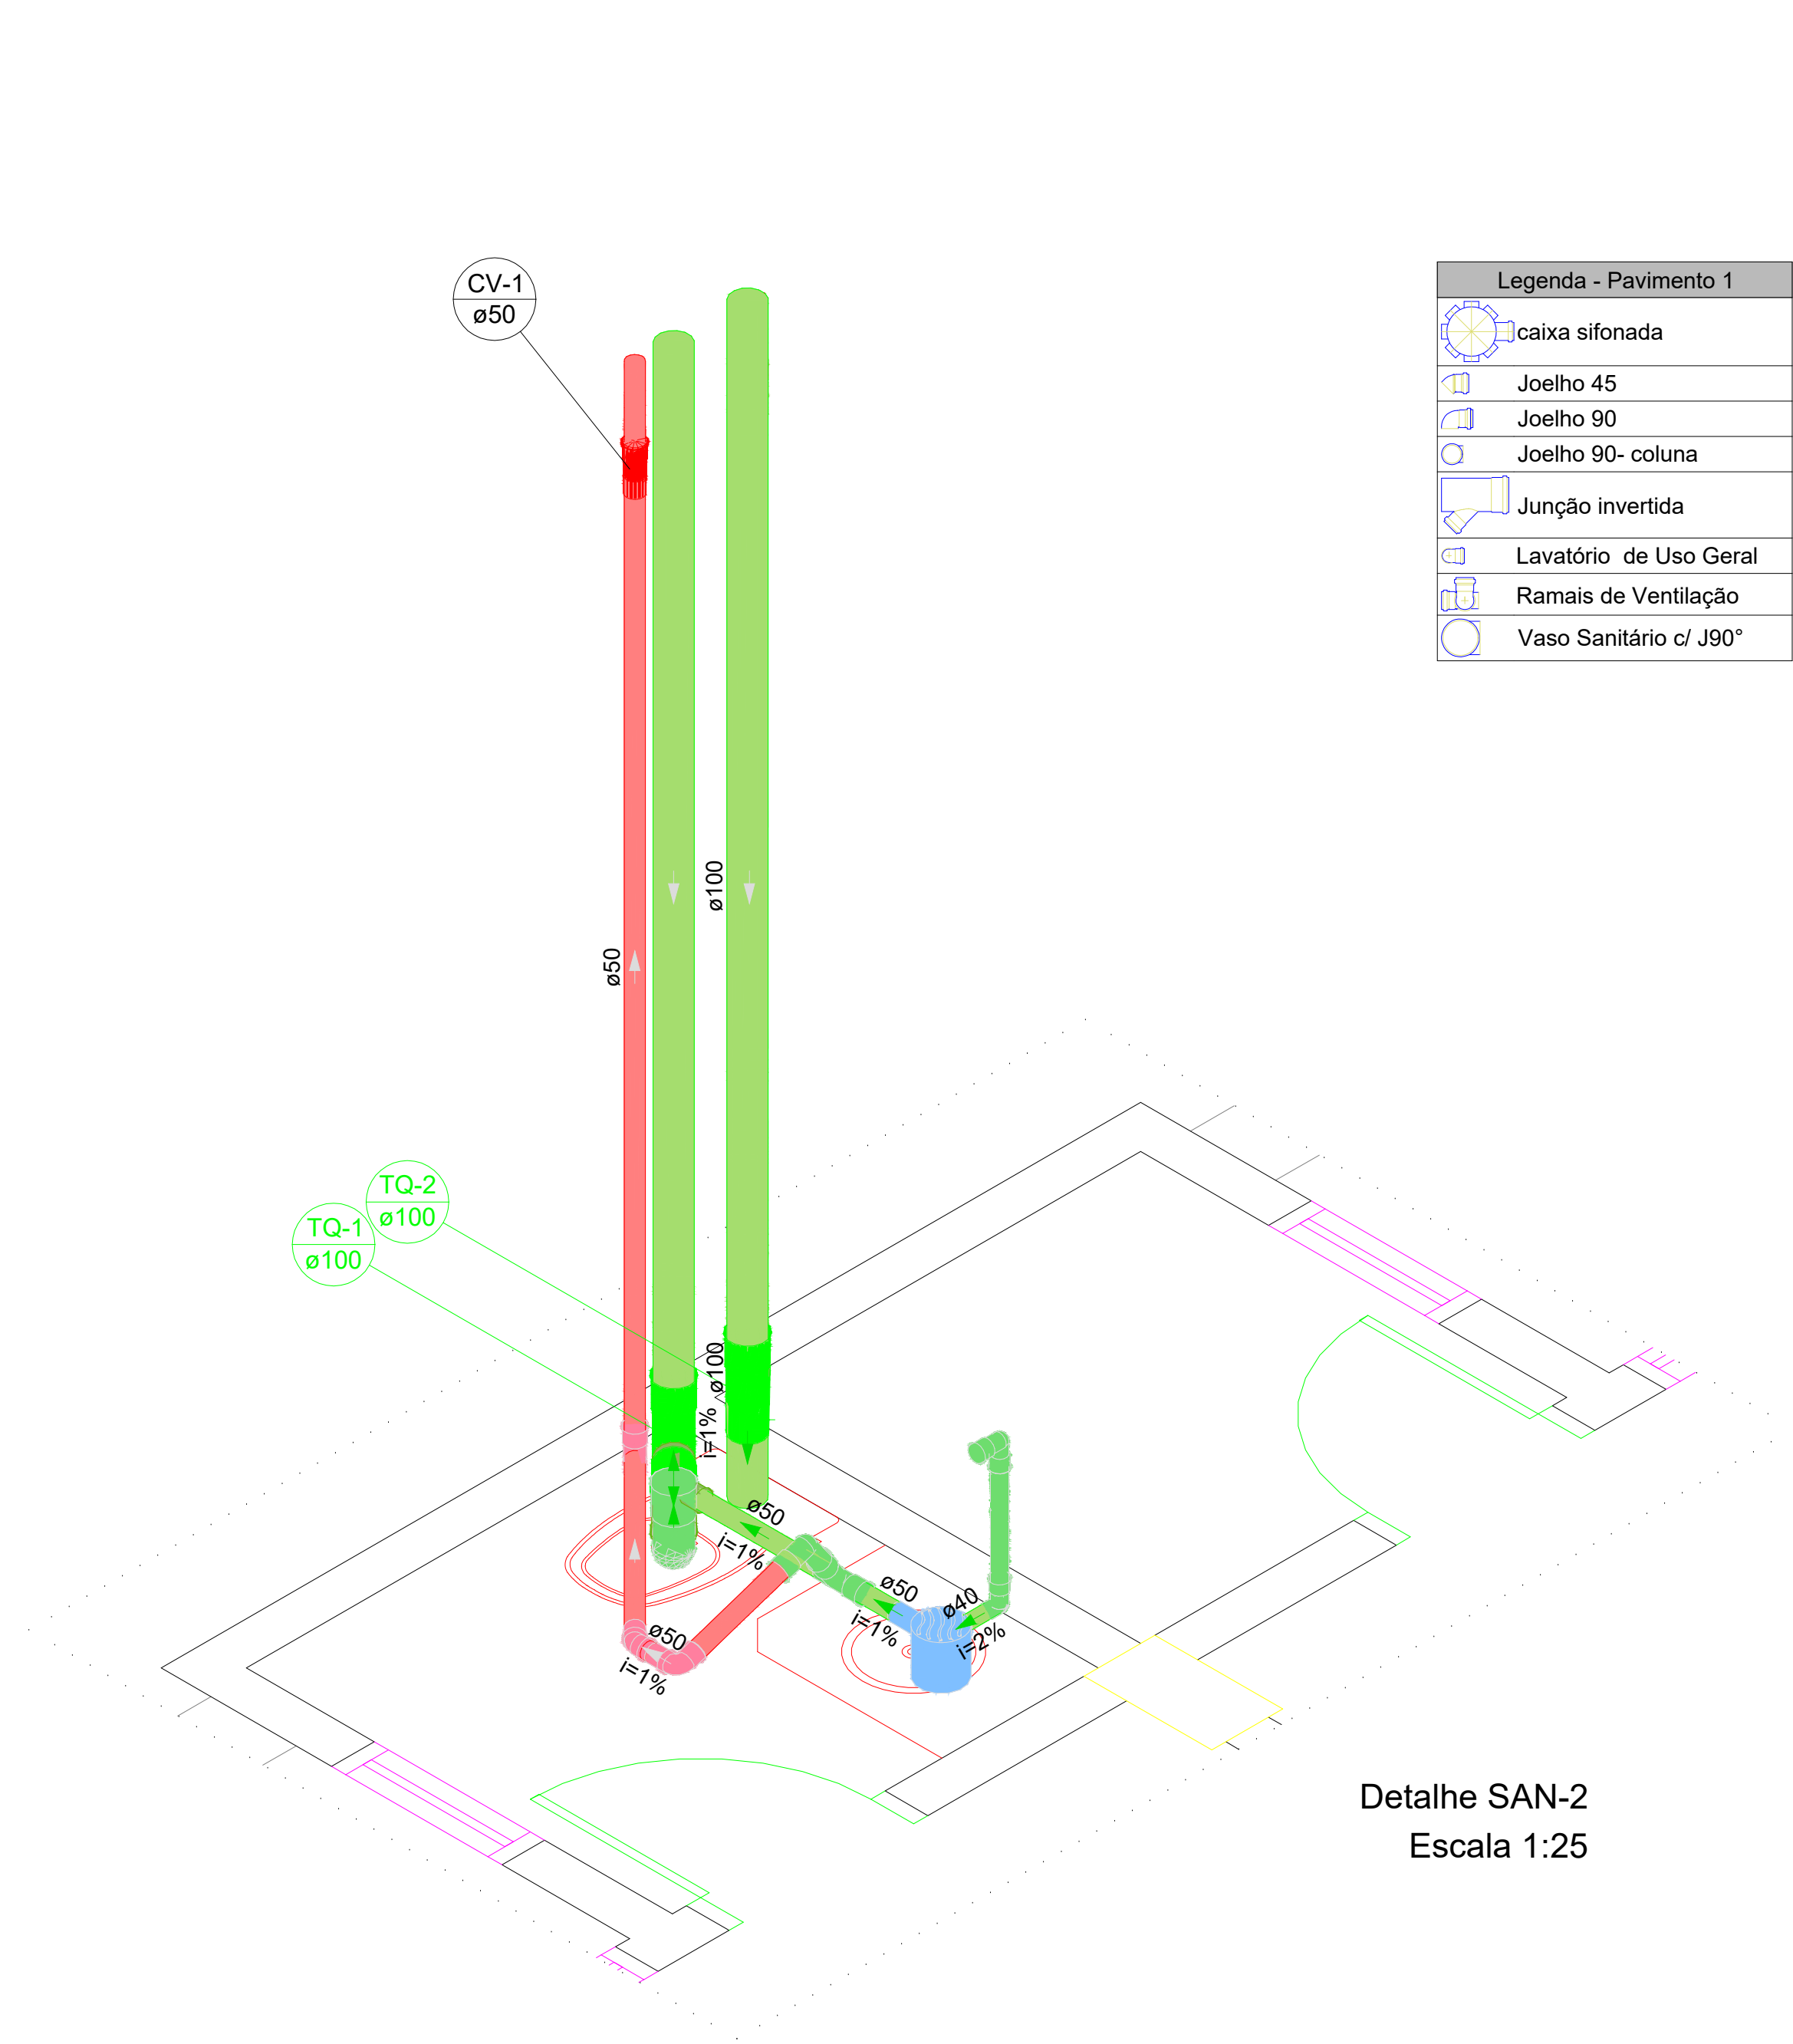 CV-1
ø50
Legenda - Pavimento 1
caixa sifonada
Joelho 45
Joelho 90
Joelho 90- coluna
Junção invertida
Lavatório  de Uso Geral
Ramais de Ventilação
Vaso Sanitário c/ J90°
ø100
ø50
TQ-2
ø100
TQ-1
ø100
ø100
i=1%
ø50
i=1%
ø50
i=1%
ø40
i=2%
ø50
i=1%
Detalhe SAN-2
Escala 1:25